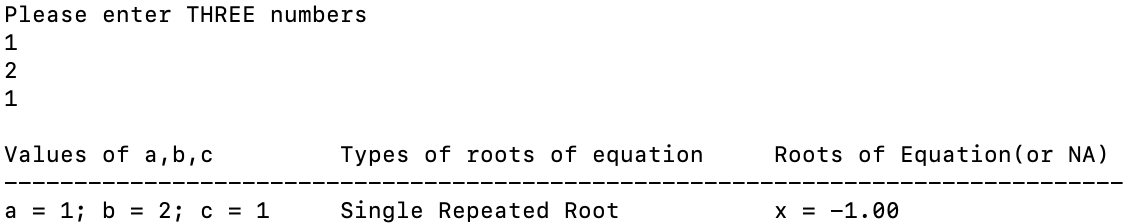 Please enter THREE numbers
1
2
1
Values of a,b,c Types of roots of equation Roots of Equation(or NA)
--------------------------------------------------------------------------------
a = 1; b = 2; c = 1 Single Repeated Root x = -1.00